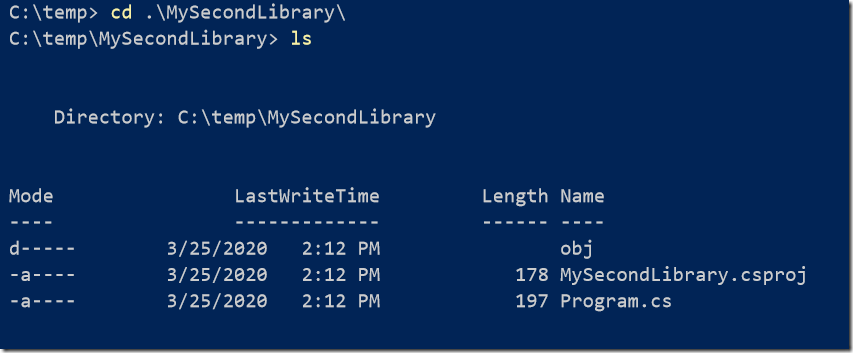 C:\temp> cd .\MySecondLibrary\
C:\temp\MySecondLibrary> ls
    Directory: C:\temp\MySecondLibrary
Mode                LastWriteTime         Length Name
----                -------------         ------ ----
d-----        3/25/2020   2:12 PM                obj
-a----        3/25/2020   2:12 PM            178 MySecondLibrary.csproj
-a----        3/25/2020   2:12 PM            197 Program.cs